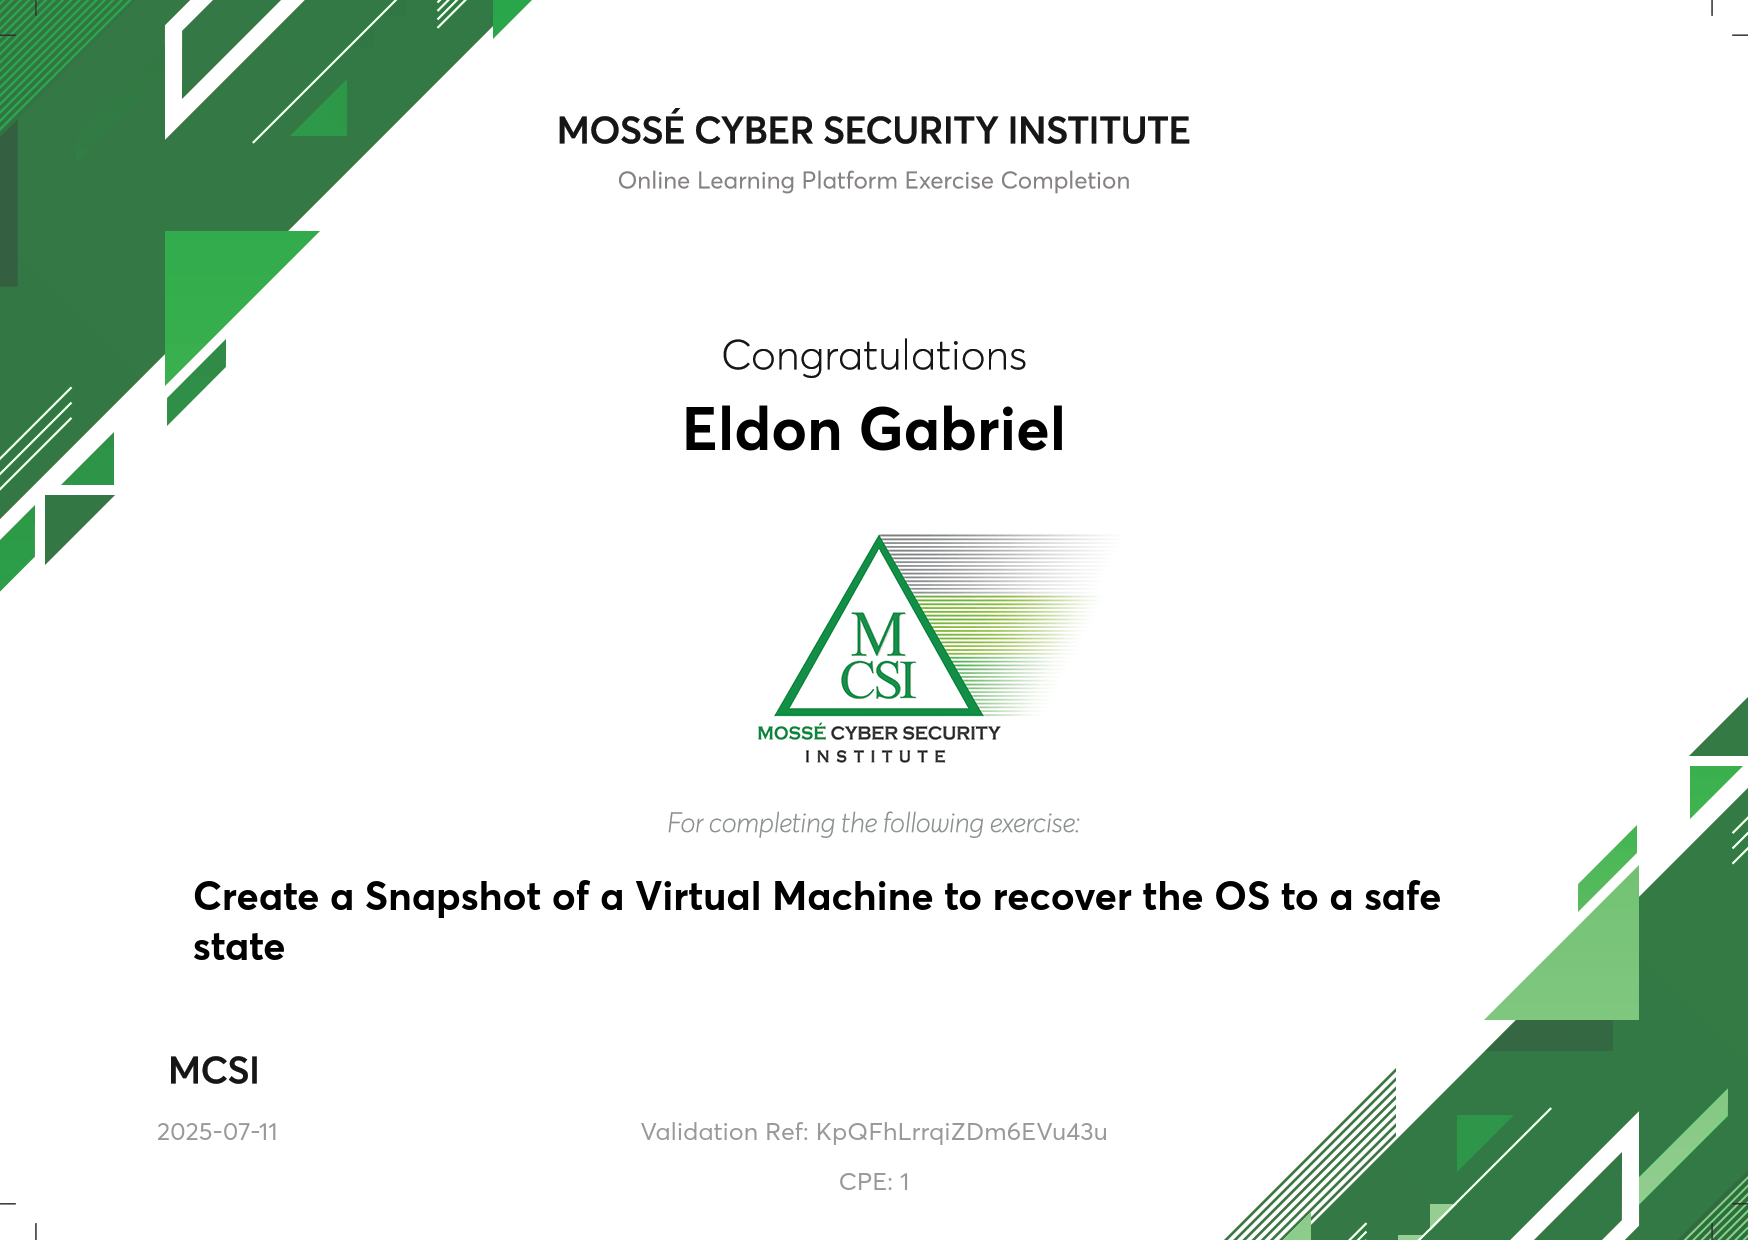 MOSSÉ CYBER SECURITY INSTITUTE
Online Learning Platform Exercise Completion
Congratulations
Eldon Gabriel
M
CSI
MOSSÉ CYBER SECURITY
INSTITUTE
For completing the following exercise:
Create a Snapshot of a Virtual Machine to recover the OS to a safe
state
MCSI
2025-07-11
Validation Ref: KpQFhLrrqiZDm6EVu43u
CPE: 1